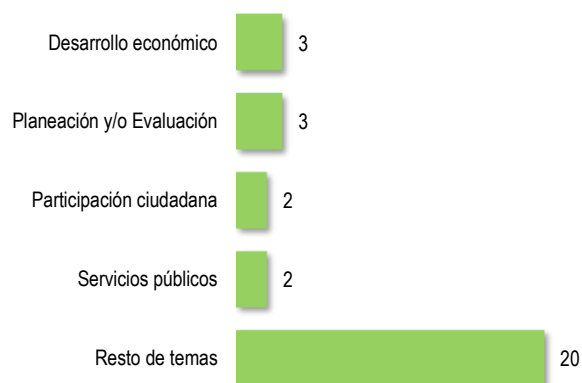 Desarrollo económico 3
Planeación y/o Evaluación 3
Participación ciudadana 2
Servicios públicos 2
Resto de temas 20